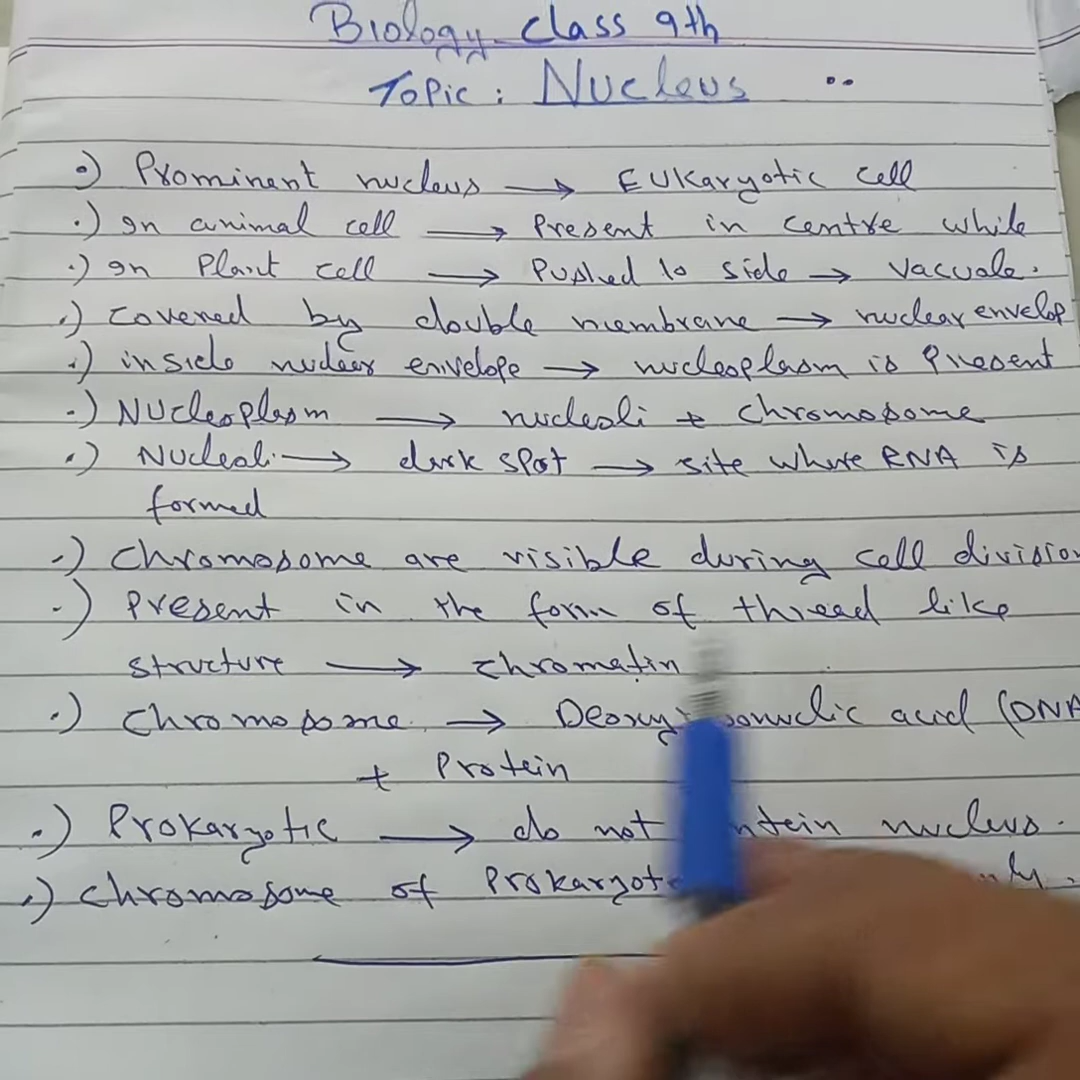 Biology class 9th
Topic : Nucleus ..
.) Prominent nucleus → Eukaryotic cell
.) In animal cell → Present in centre while
.) In Plant cell → Pushed to side → vacuole.
.) covered by double membrane → nuclear envelop
.) inside nuclear envelope → nucleoplasm is Present
.) Nucleoplasm → nucleoli + chromosome
.) Nucleoli → dark spot → site where RNA is
formed
.) chromosome are visible during cell division
.) Present in the form of thread like
structure → chromatin
.) chromosome. → acid (DNA
+ Protein
.) Prokaryotic → do not nucleus.
.) chromosome of